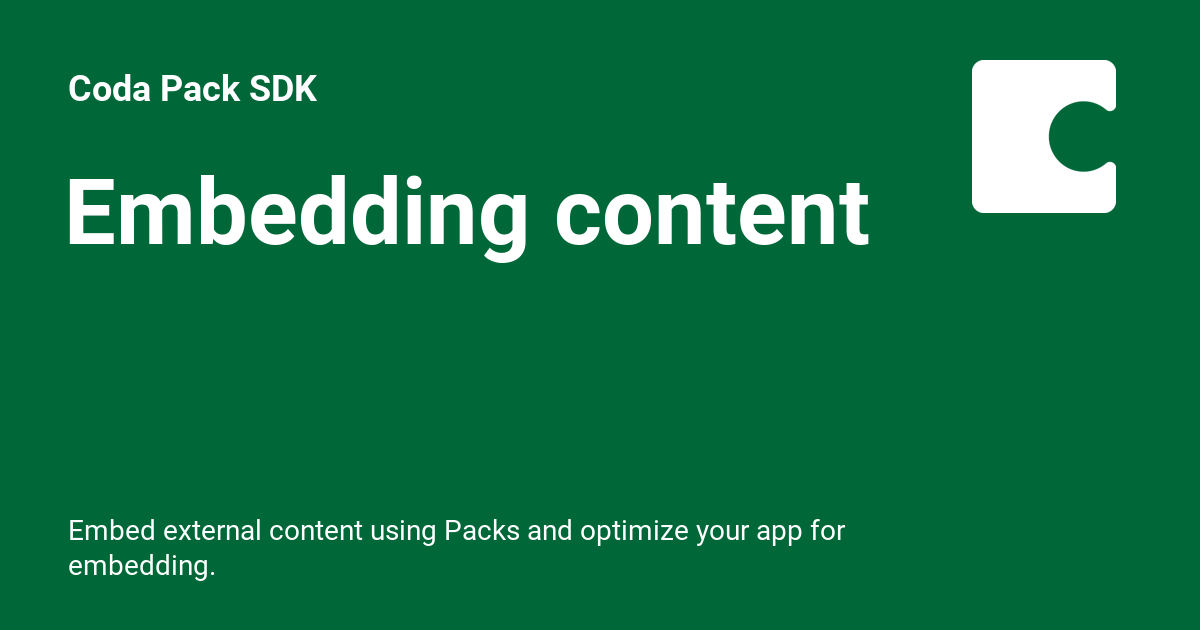 Coda Pack SDK
Embedding content
Embed external content using Packs and optimize your app for
embedding.